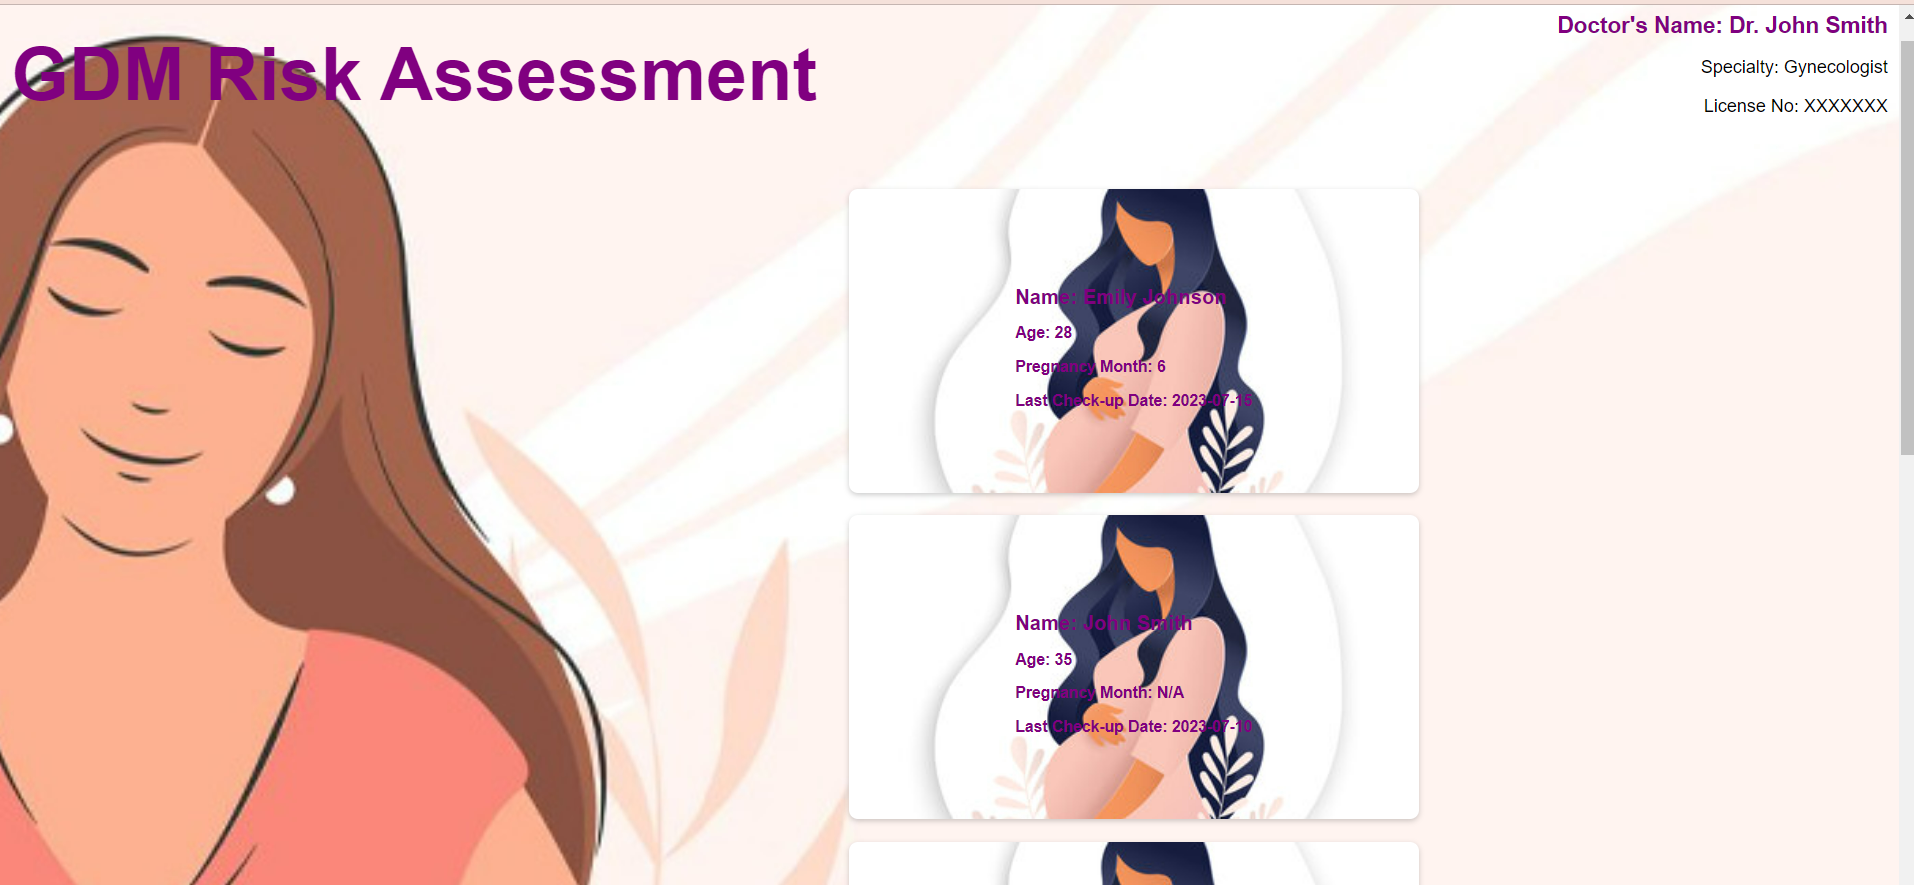 GDM Risk Assessment
Doctor's Name: Dr. John Smith
Specialty: Gynecologist
License No: XXXXXXX
Name: Emily Johnson
Age: 28
Pregnancy Month: 6
Last Check-up Date: 2023-07-15
Name: John Smith
Age: 35
Pregnancy Month: N/A
Last Check-up Date: 2023-07-10